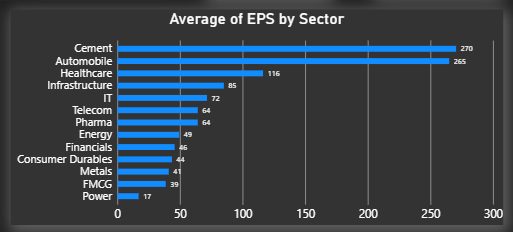 Average of EPS by Sector
Cement 270
Automobile 265
Healthcare 116
Infrastructure 85
IT 72
Telecom 64
Pharma 64
Energy 49
Financials 46
Consumer Durables 44
Metals 41
FMCG 39
Power 17
0 50 100 150 200 250 300